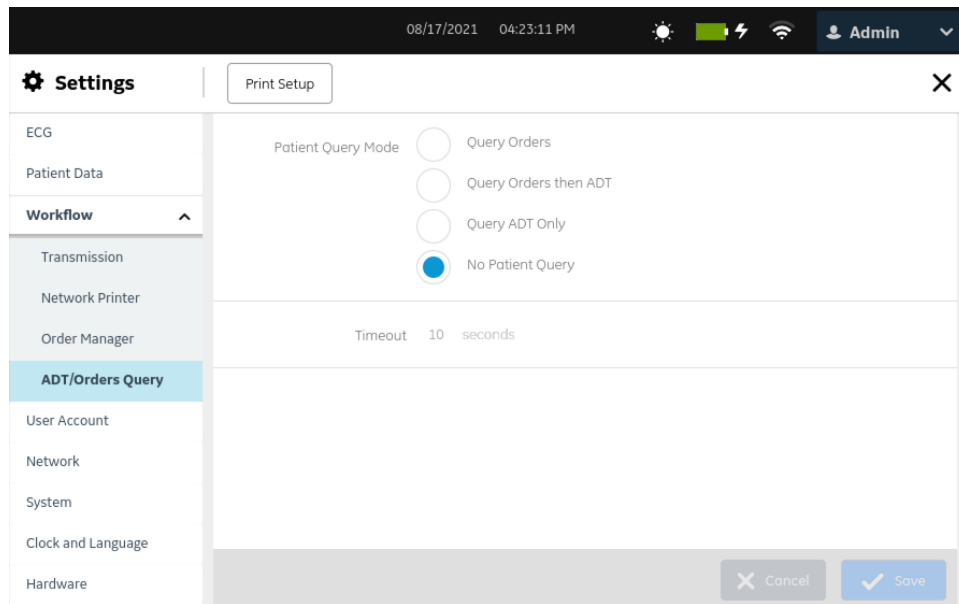 08/17/2021 04:23:11 PM Admin
Settings Print Setup
ECG
Patient Data
Workflow
Transmission
Network Printer
Order Manager
ADT/Orders Query
User Account
Network
System
Clock and Language
Hardware
Patient Query Mode
Query Orders
Query Orders then ADT
Query ADT Only
No Patient Query
Timeout 10 seconds
Cancel Save